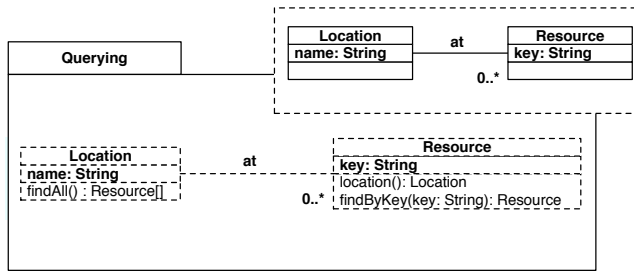 Querying
Location
name: String
at
0..*
Resource
key: String
Location
name: String
findAll() : Resource[]
at
0..*
Resource
key: String
location(): Location
findByKey(key: String): Resource